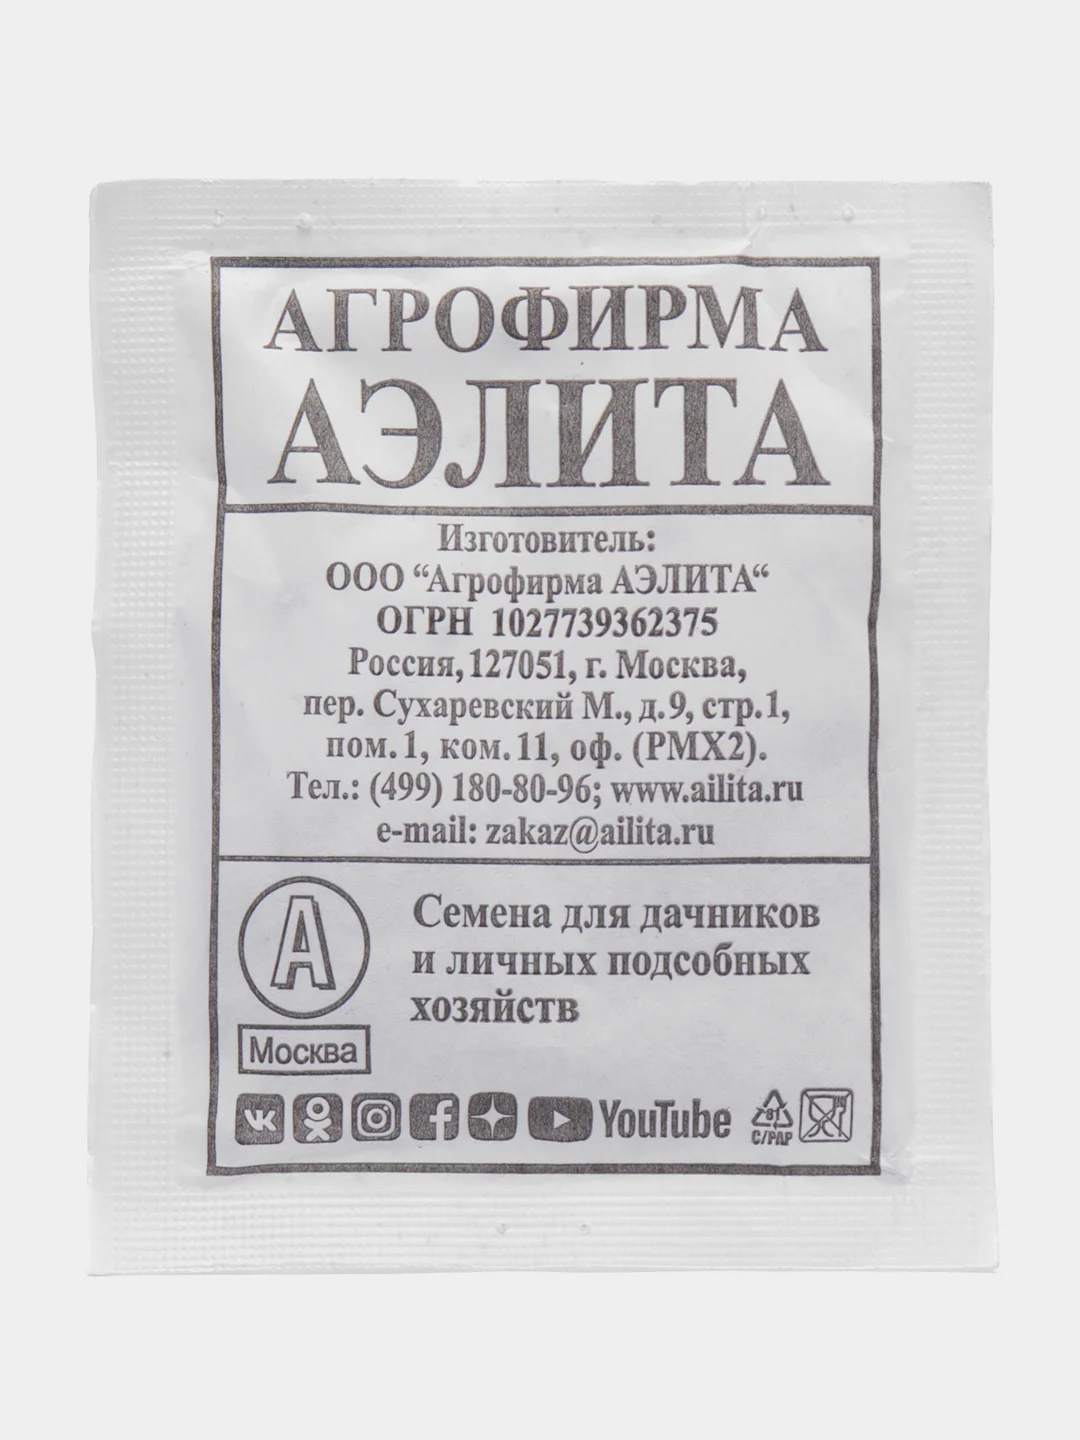 АГРОФИРМА
АЭЛИТА
Изготовитель:
ООО “Агрофирма АЭЛИТА“
ОГРН 1027739362375
Россия, 127051, г. Москва,
пер. Сухаревский М., д. 9, стр. 1,
пом. 1, ком. 11, оф. (РМХ2).
Тел.: (499) 180-80-96; www.ailita.ru
e-mail: zakaz@ailita.ru
А
Москва
Семена для дачников
и личных подсобных
хозяйств
YouTube
81
C/PAP